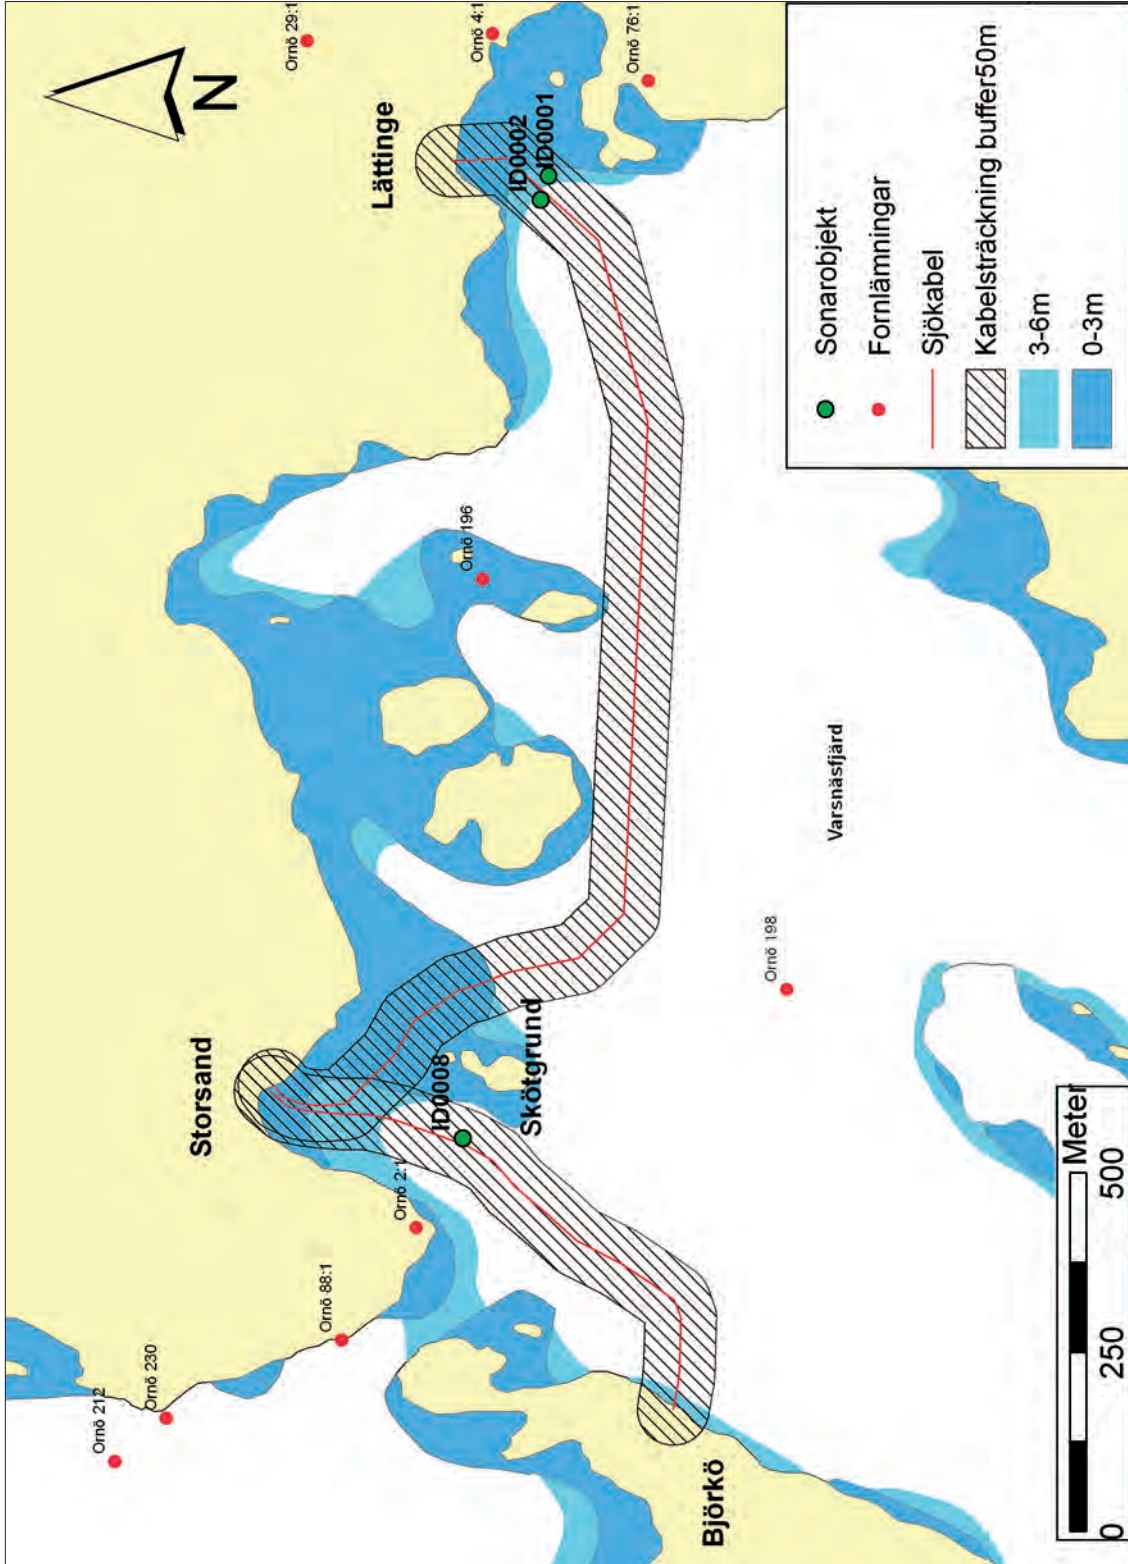 N
Ornö 29:1
Ornö 4:1
Ornö 76:1
Lättinge
ID0002
ID0001
Ornö 196
Storsand
ID0008
Skötgrund
Ornö 2:1
Ornö 88:1
Ornö 230
Ornö 212
Ornö 198
Varsnäsfjärd
Björkö
Sonarobjekt
Fornlämningar
Sjökabel
Kabelsträckning buffer50m
3-6m
0-3m
0 250 500
Meter